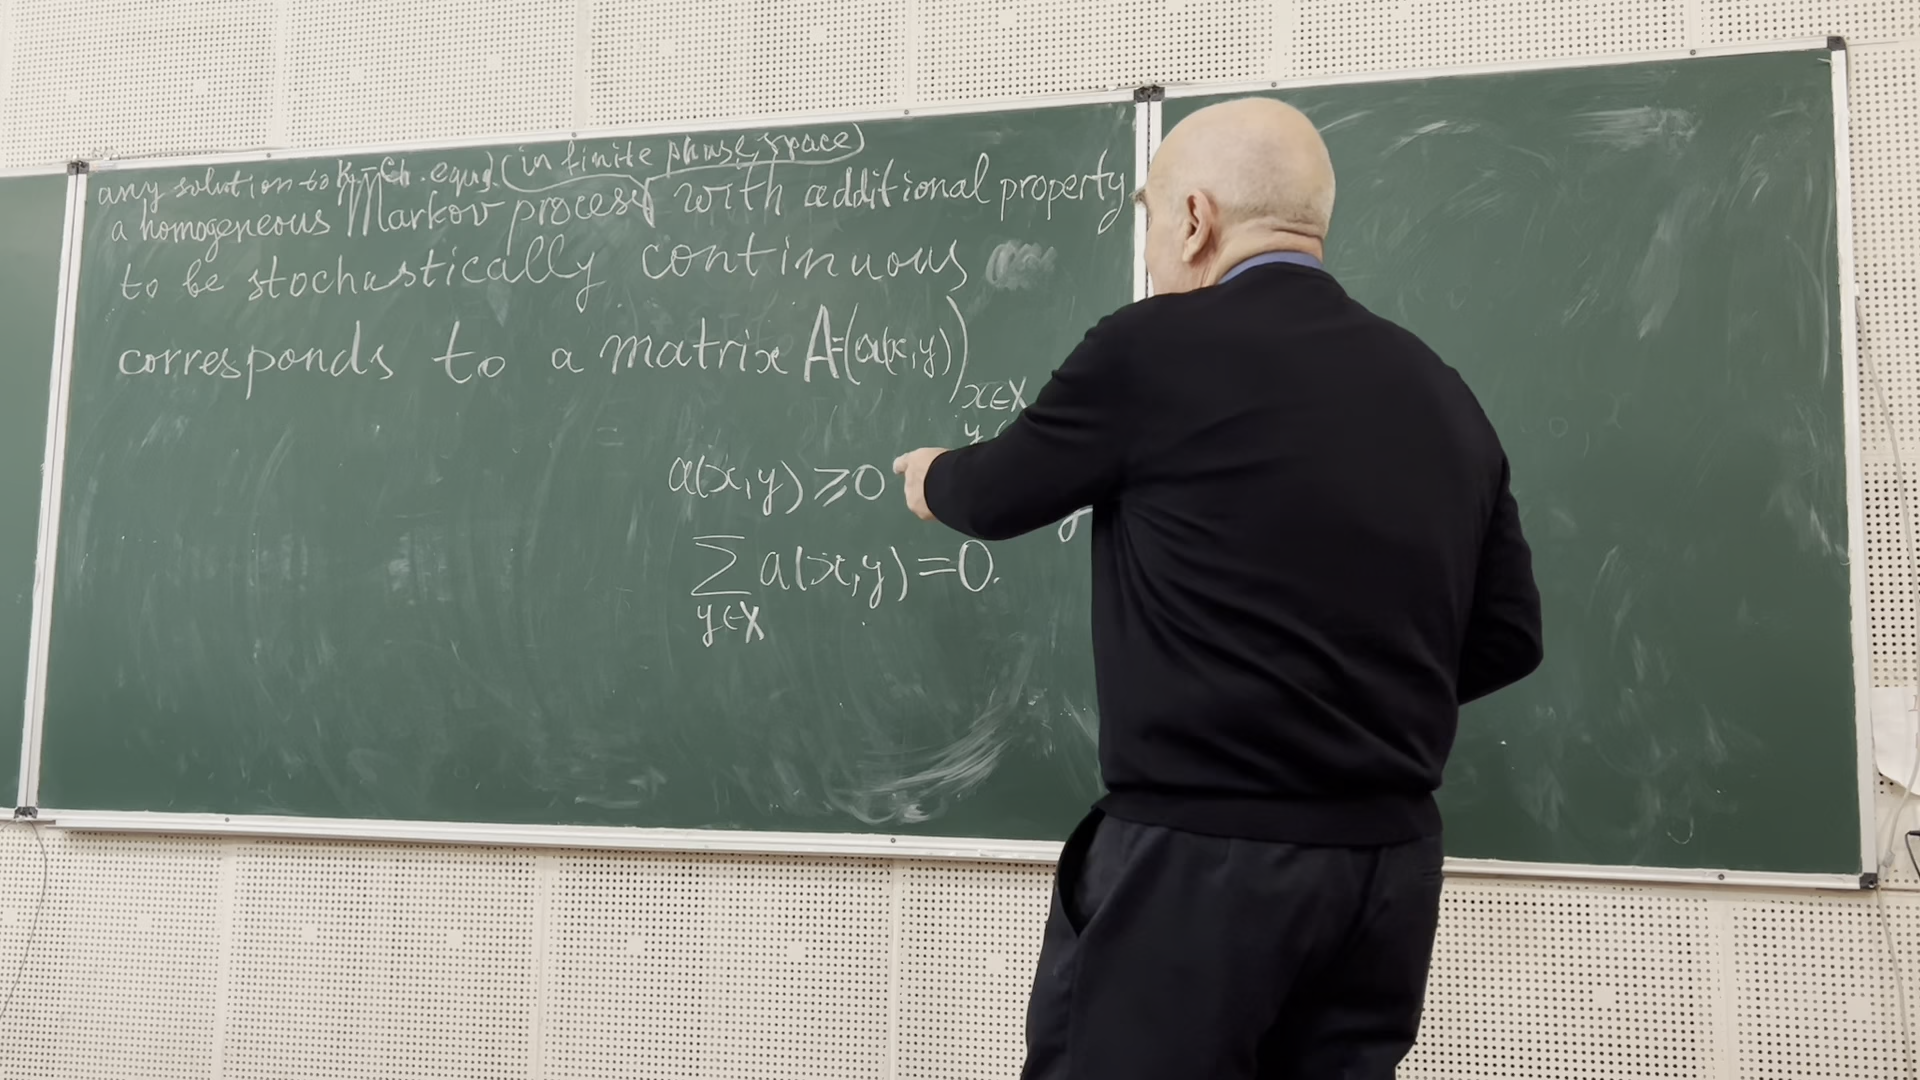 any solution to K.-Ch. equa. (in finite phase space)
a homogeneous Markov process with additional property
to be stochastically continuous
corresponds to a matrix A=(a(x,y))
x∈X
y
a(x,y)⩾0
∑ a(x,y)=0.
y∈X